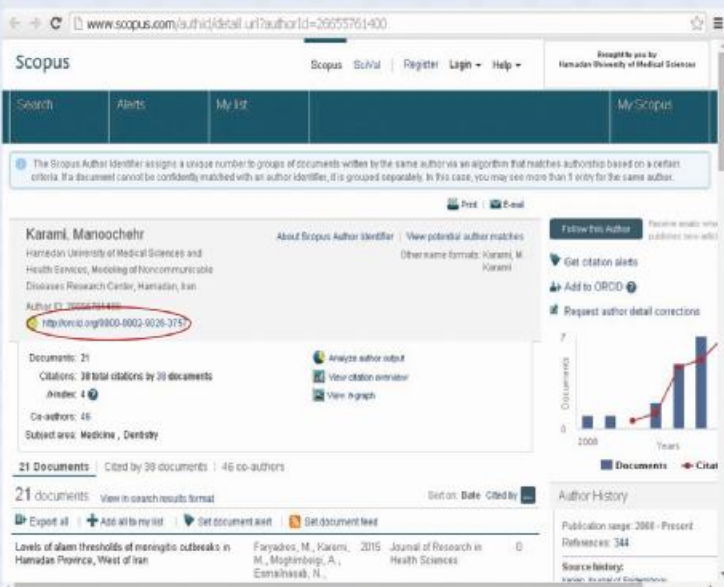 www.scopus.com/authid/detail.url?authorId=26655761400
Scopus
Scopus SciVal | Register Login Help
Brought to you by
Hamadan University of Medical Sciences
Search Alerts My list My Scopus
The Scopus Author Identifier assigns a unique number to groups of documents written by the same author via an algorithm that matches authorship based on a certain
criteria. If a document cannot be confidently matched with an author identifier, it is grouped separately. In this case, you may see more than 1 entry for the same author.
Print | E-mail
Karami, Manoochehr
Hamedan University of Medical Sciences and
Health Services, Modeling of Noncommunicable
Diseases Research Center, Hamadan, Iran
Author ID:
About Scopus Author Identifier | View potential author matches
Other name formats: Karami, M.
Karami
Follow this Author
Receive emails
Get citation alerts
Add to ORCID
Request author detail corrections
Documents: 21
Citations: 38 total citations by 38 documents
h-index: 4
Co-authors: 46
Subject area: Medicine , Dentistry
Analyze author output
View citation overview
View h-graph
7
Documents
0
2008
Years
Documents Citat
21 Documents | Cited by 38 documents | 46 co-authors
21 documents View in search results format
Sort on: Date Cited by ...
Export all | Add all to my list | Set document alert | Set document feed
Levels of alarm thresholds of meningitis outbreaks in
Hamadan Province, West of Iran
Faryadres, M., Karami,
M., Moghimbeigi, A.,
Esmailnasab, N.,
2015
Journal of Research in
Health Sciences
0
Author History
Publication range: 2008 - Present
References: 344
Source history: